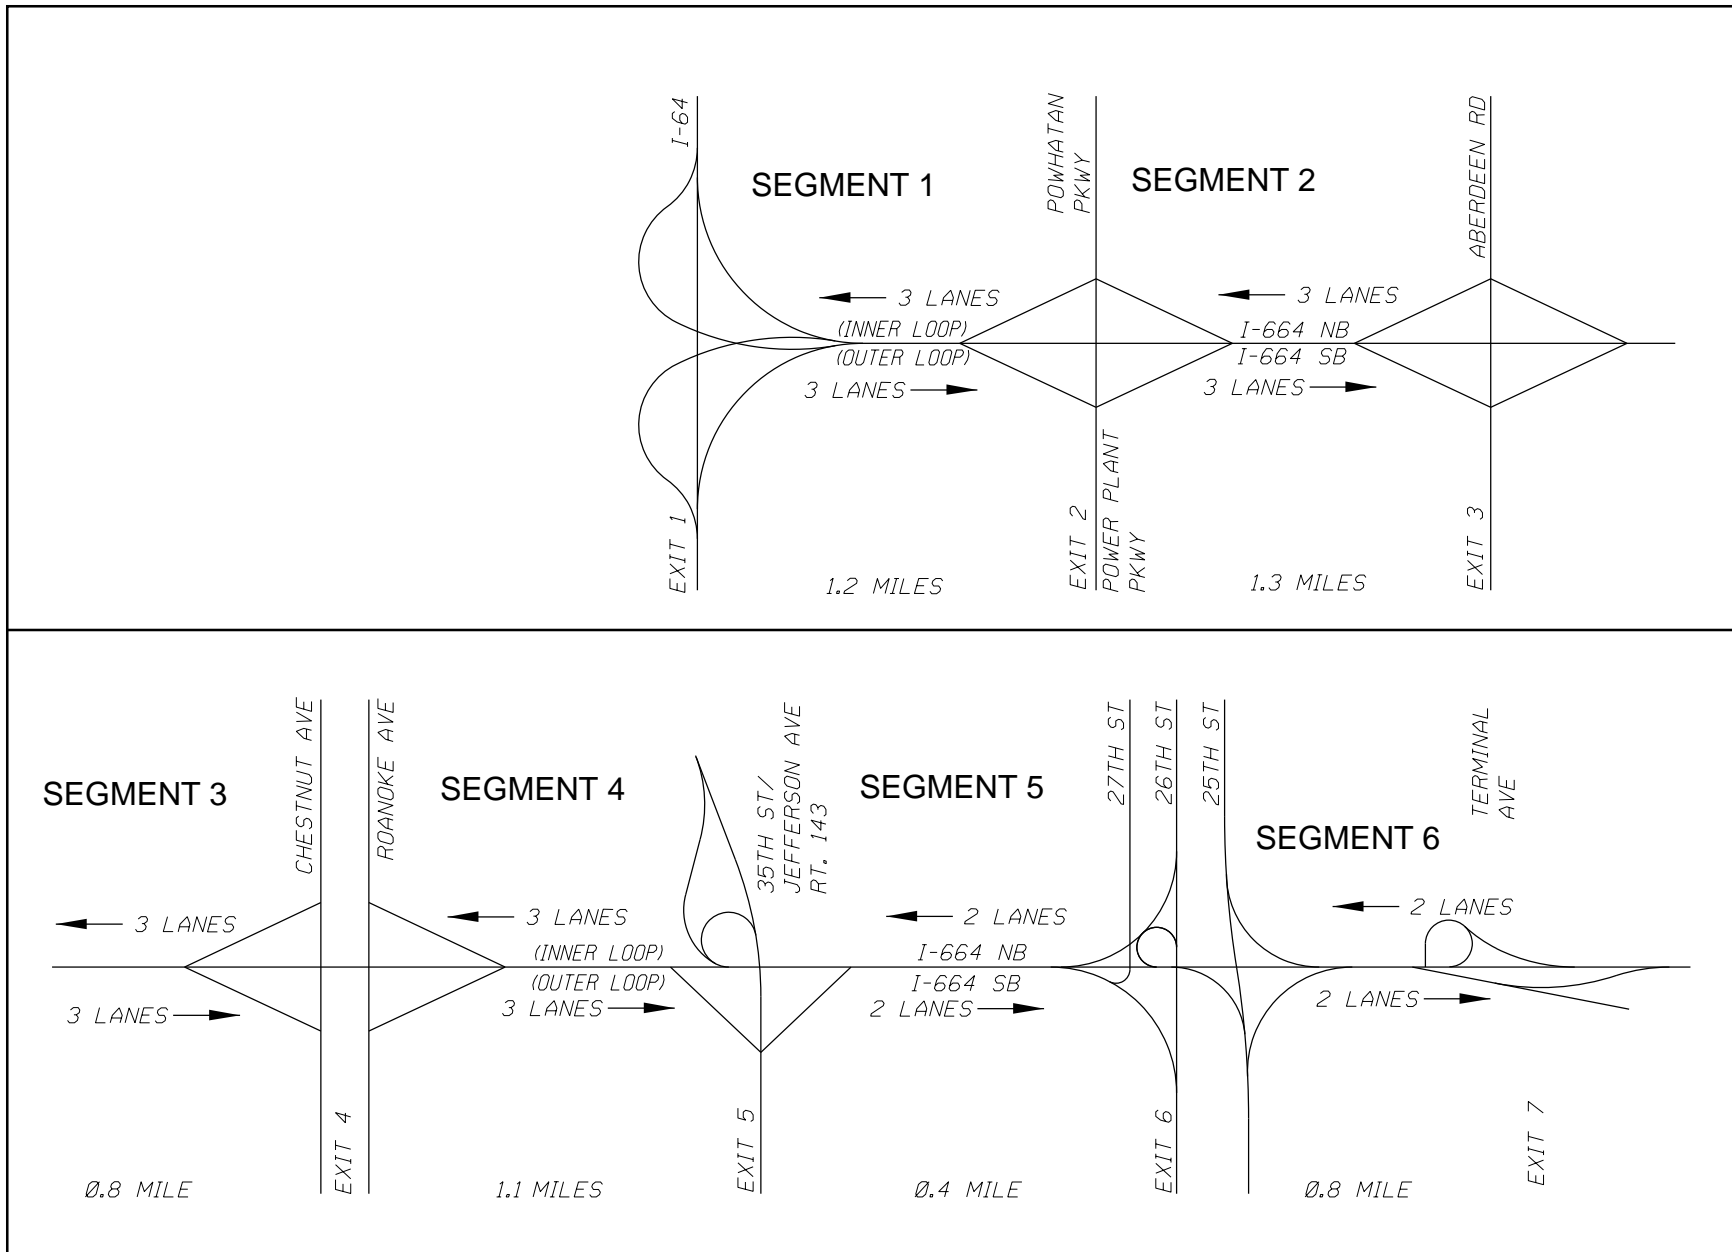 I-64
SEGMENT 1
POWHATAN
PKWY
SEGMENT 2
ABERDEEN RD
3 LANES
(INNER LOOP)
(OUTER LOOP)
3 LANES
3 LANES
I-664 NB
I-664 SB
3 LANES
EXIT 1
1.2 MILES
EXIT 2
POWER PLANT
PKWY
1.3 MILES
EXIT 3
SEGMENT 3
CHESTNUT AVE
ROANOKE AVE
SEGMENT 4
35TH ST/
JEFFERSON AVE
RT. 143
SEGMENT 5
27TH ST
26TH ST
25TH ST
SEGMENT 6
TERMINAL
AVE
3 LANES
3 LANES
3 LANES
(INNER LOOP)
(OUTER LOOP)
3 LANES
2 LANES
I-664 NB
I-664 SB
2 LANES
2 LANES
2 LANES
0.8 MILE
EXIT 4
1.1 MILES
EXIT 5
0.4 MILE
EXIT 6
0.8 MILE
EXIT 7